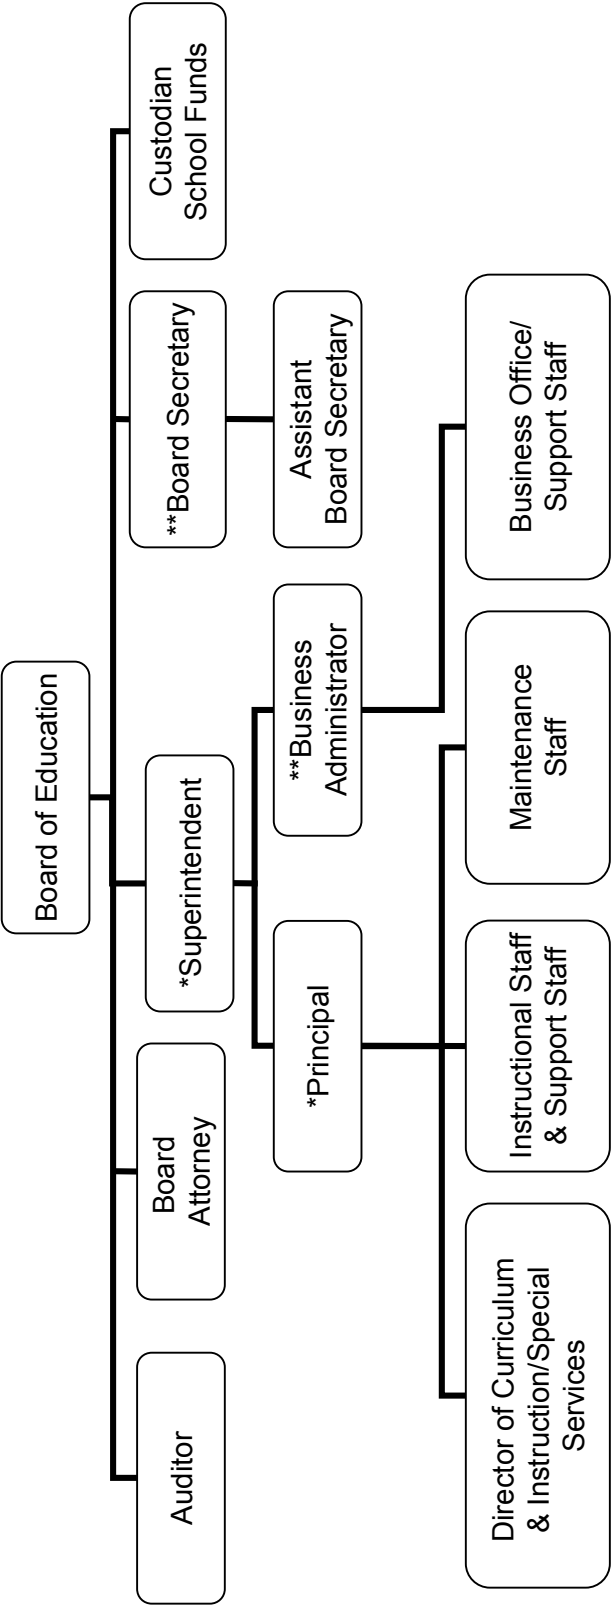 Board of Education
Auditor
Board
Attorney
*Superintendent
**Board Secretary
Custodian
School Funds
*Principal
**Business
Administrator
Assistant
Board Secretary
Director of Curriculum
& Instruction/Special
Services
Instructional Staff
& Support Staff
Maintenance
Staff
Business Office/
Support Staff